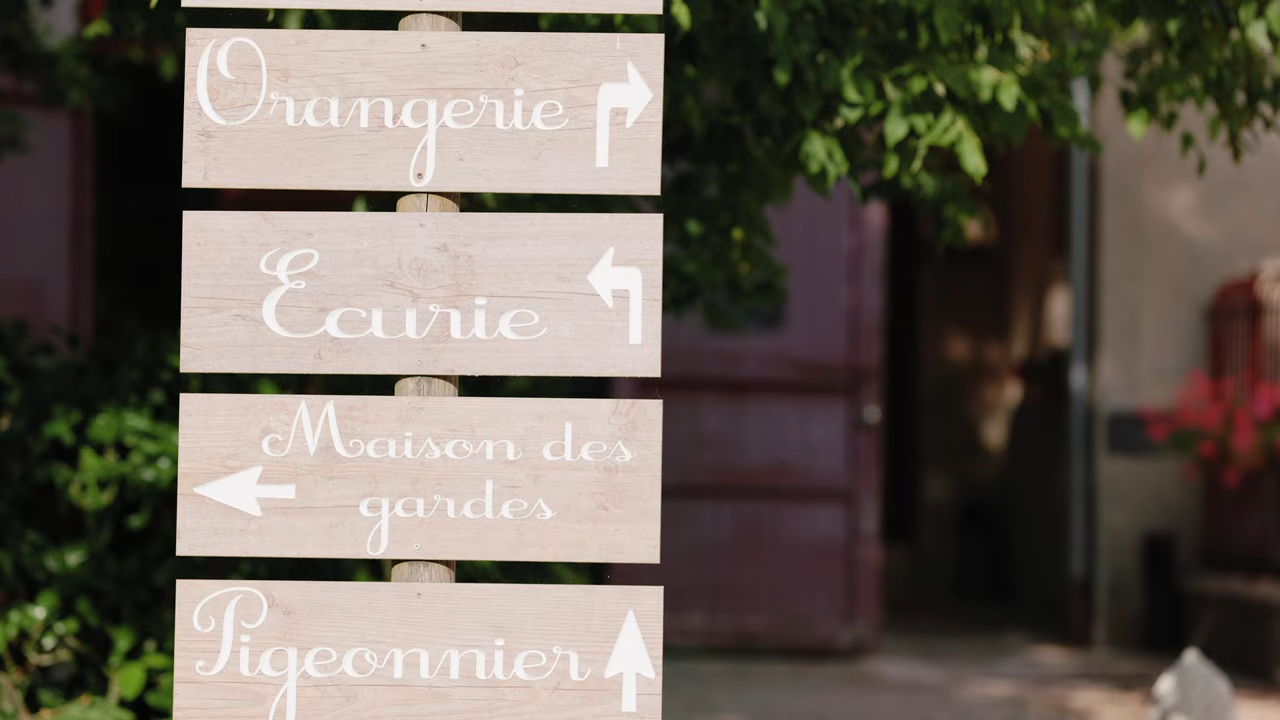 Orangerie
Ecurie
Maison des
gardes
Pigeonnier